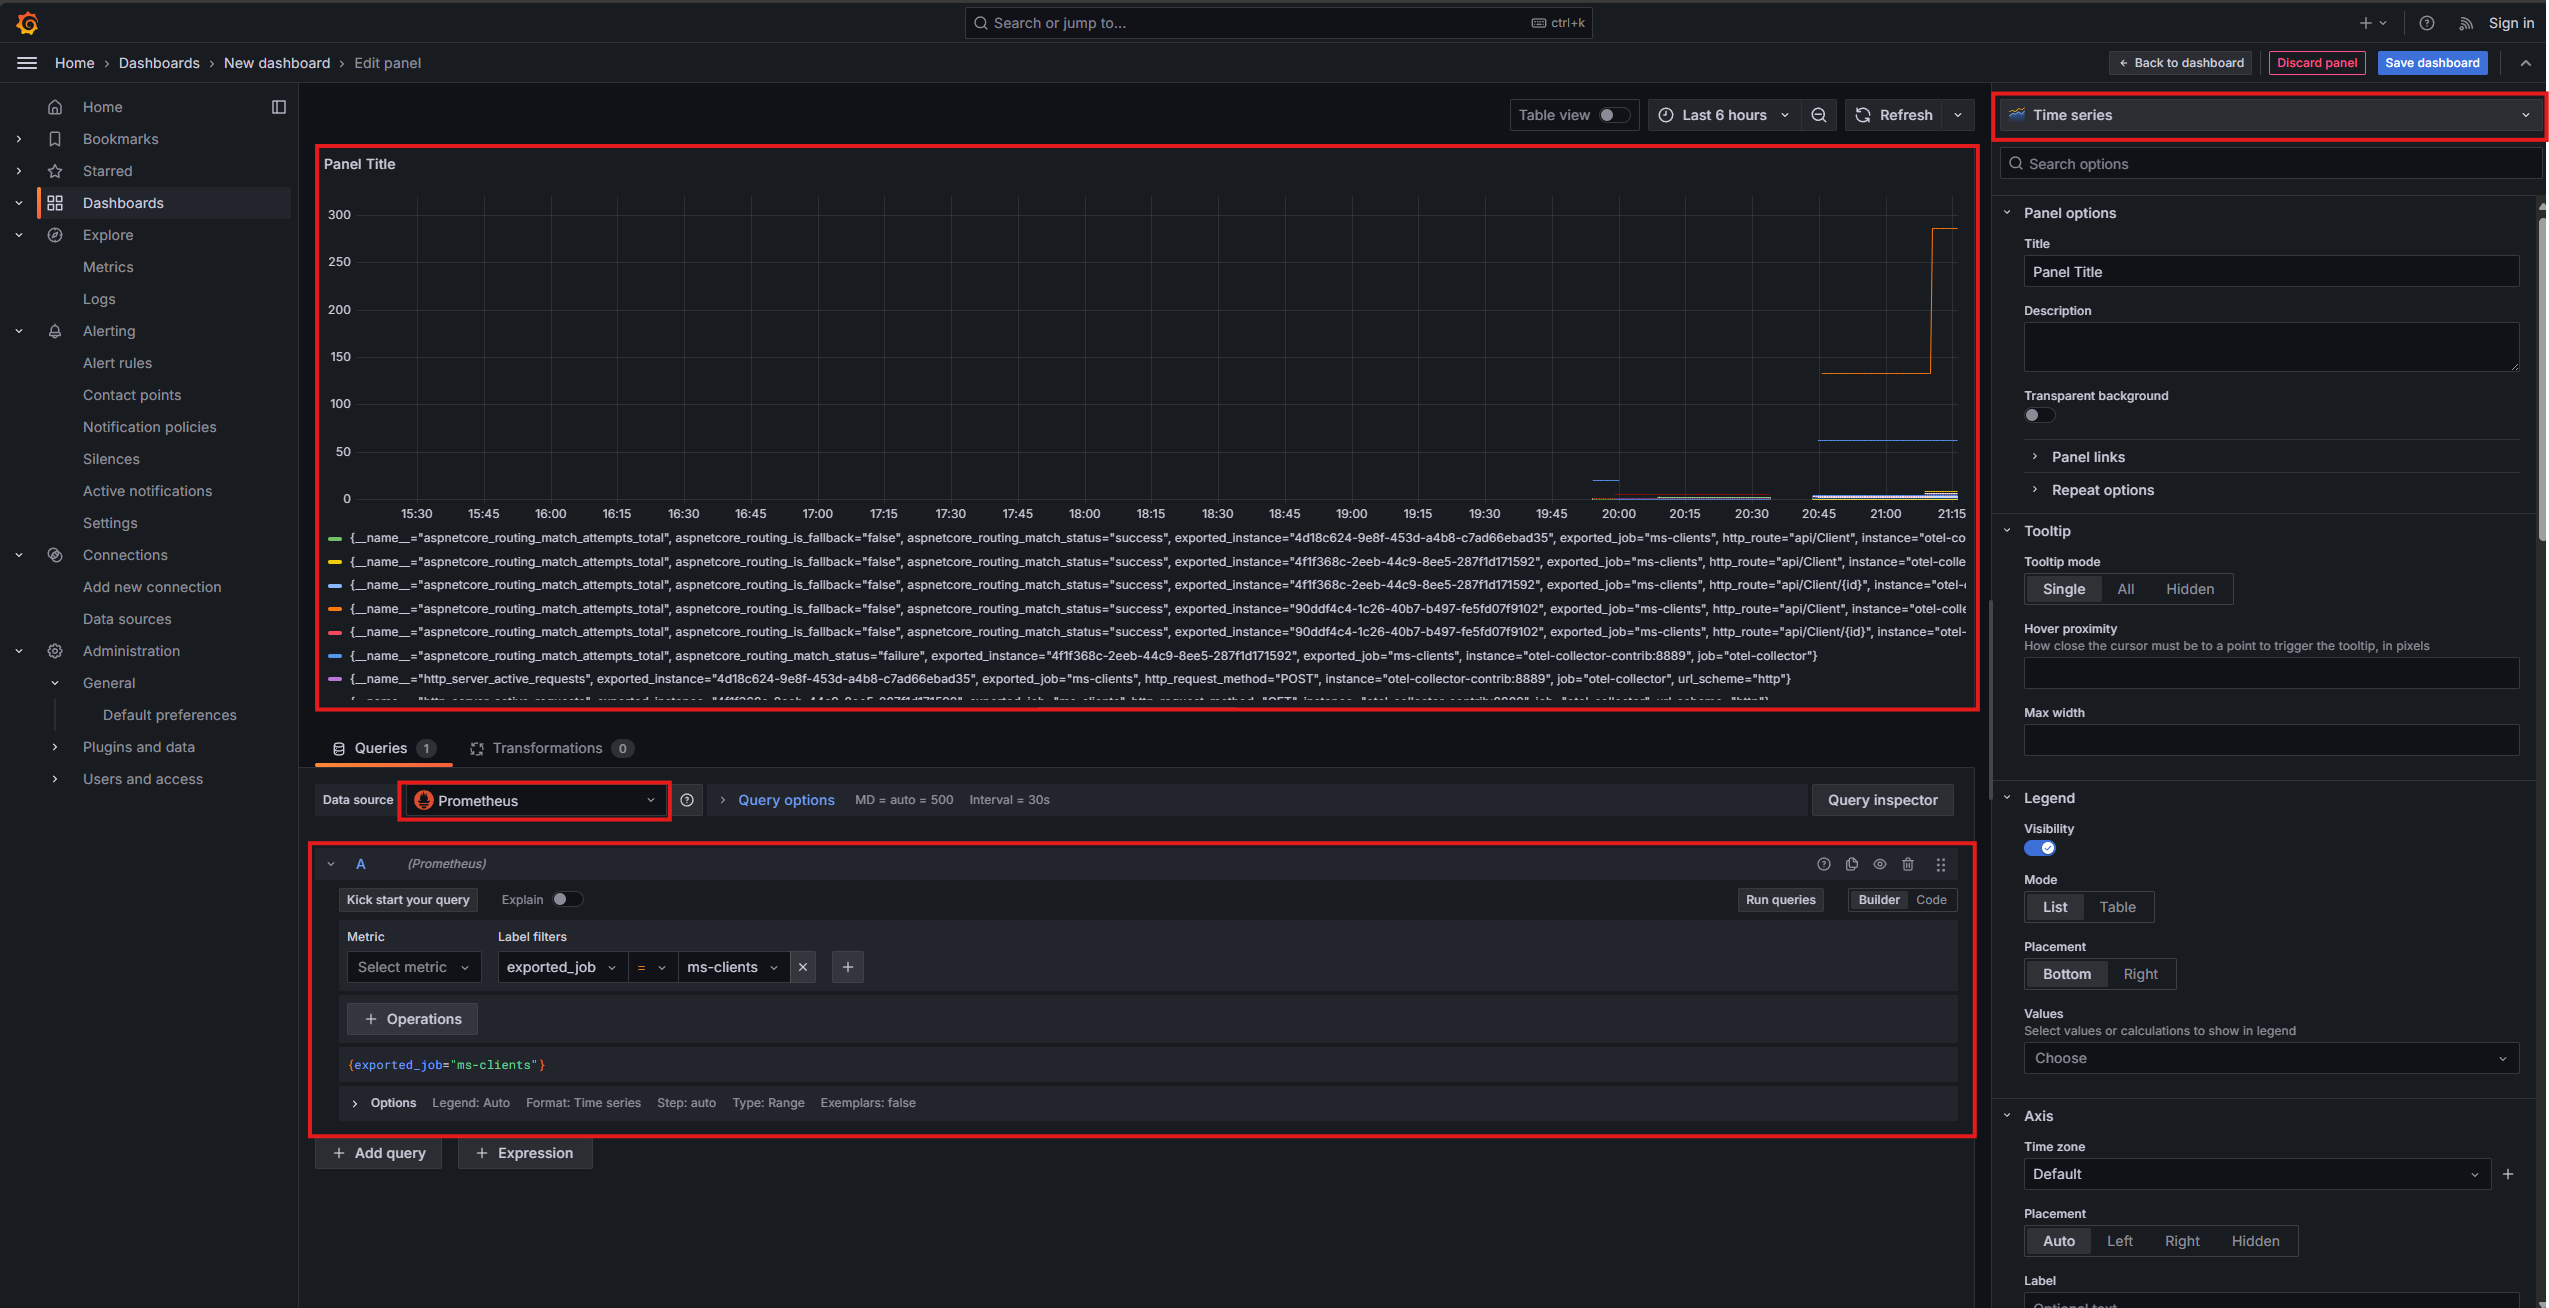 Search or jump to...
ctrl+k
Sign in
Home › Dashboards › New dashboard › Edit panel
Back to dashboard
Discard panel
Save dashboard
Home
Bookmarks
Starred
Dashboards
Explore
Metrics
Logs
Alerting
Alert rules
Contact points
Notification policies
Silences
Active notifications
Settings
Connections
Add new connection
Data sources
Administration
General
Default preferences
Plugins and data
Users and access
Table view
Last 6 hours
Refresh
Panel Title
300
250
200
150
100
50
0
15:30 15:45 16:00 16:15 16:30 16:45 17:00 17:15 17:30 17:45 18:00 18:15 18:30 18:45 19:00 19:15 19:30 19:45 20:00 20:15 20:30 20:45 21:00 21:15
{__name__="aspnetcore_routing_match_attempts_total", aspnetcore_routing_is_fallback="false", aspnetcore_routing_match_status="success", exported_instance="4d18c624-9e8f-453d-a4b8-c7ad66ebad35", exported_job="ms-clients", http_route="api/Client", instance="otel-co
{__name__="aspnetcore_routing_match_attempts_total", aspnetcore_routing_is_fallback="false", aspnetcore_routing_match_status="success", exported_instance="4f1f368c-2eeb-44c9-8ee5-287f1d171592", exported_job="ms-clients", http_route="api/Client", instance="otel-colle
{__name__="aspnetcore_routing_match_attempts_total", aspnetcore_routing_is_fallback="false", aspnetcore_routing_match_status="success", exported_instance="4f1f368c-2eeb-44c9-8ee5-287f1d171592", exported_job="ms-clients", http_route="api/Client/{id}", instance="otel-
{__name__="aspnetcore_routing_match_attempts_total", aspnetcore_routing_is_fallback="false", aspnetcore_routing_match_status="success", exported_instance="90ddf4c4-1c26-40b7-b497-fe5fd07f9102", exported_job="ms-clients", http_route="api/Client", instance="otel-colle
{__name__="aspnetcore_routing_match_attempts_total", aspnetcore_routing_is_fallback="false", aspnetcore_routing_match_status="success", exported_instance="90ddf4c4-1c26-40b7-b497-fe5fd07f9102", exported_job="ms-clients", http_route="api/Client/{id}", instance="otel-
{__name__="aspnetcore_routing_match_attempts_total", aspnetcore_routing_match_status="failure", exported_instance="4f1f368c-2eeb-44c9-8ee5-287f1d171592", exported_job="ms-clients", instance="otel-collector-contrib:8889", job="otel-collector"}
{__name__="http_server_active_requests", exported_instance="4d18c624-9e8f-453d-a4b8-c7ad66ebad35", exported_job="ms-clients", http_request_method="POST", instance="otel-collector-contrib:8889", job="otel-collector", url_scheme="http"}
Queries 1
Transformations 0
Data source
Prometheus
Query options
MD = auto = 500
Interval = 30s
Query inspector
A
(Prometheus)
Kick start your query
Explain
Run queries
Builder
Code
Metric
Label filters
Select metric
exported_job
=
ms-clients
+ Operations
{exported_job="ms-clients"}
Options
Legend: Auto
Format: Time series
Step: auto
Type: Range
Exemplars: false
+ Add query
+ Expression
Time series
Search options
Panel options
Title
Panel Title
Description
Transparent background
Panel links
Repeat options
Tooltip
Tooltip mode
Single
All
Hidden
Hover proximity
How close the cursor must be to a point to trigger the tooltip, in pixels
Max width
Legend
Visibility
Mode
List
Table
Placement
Bottom
Right
Values
Select values or calculations to show in legend
Choose
Axis
Time zone
Default
Placement
Auto
Left
Right
Hidden
Label